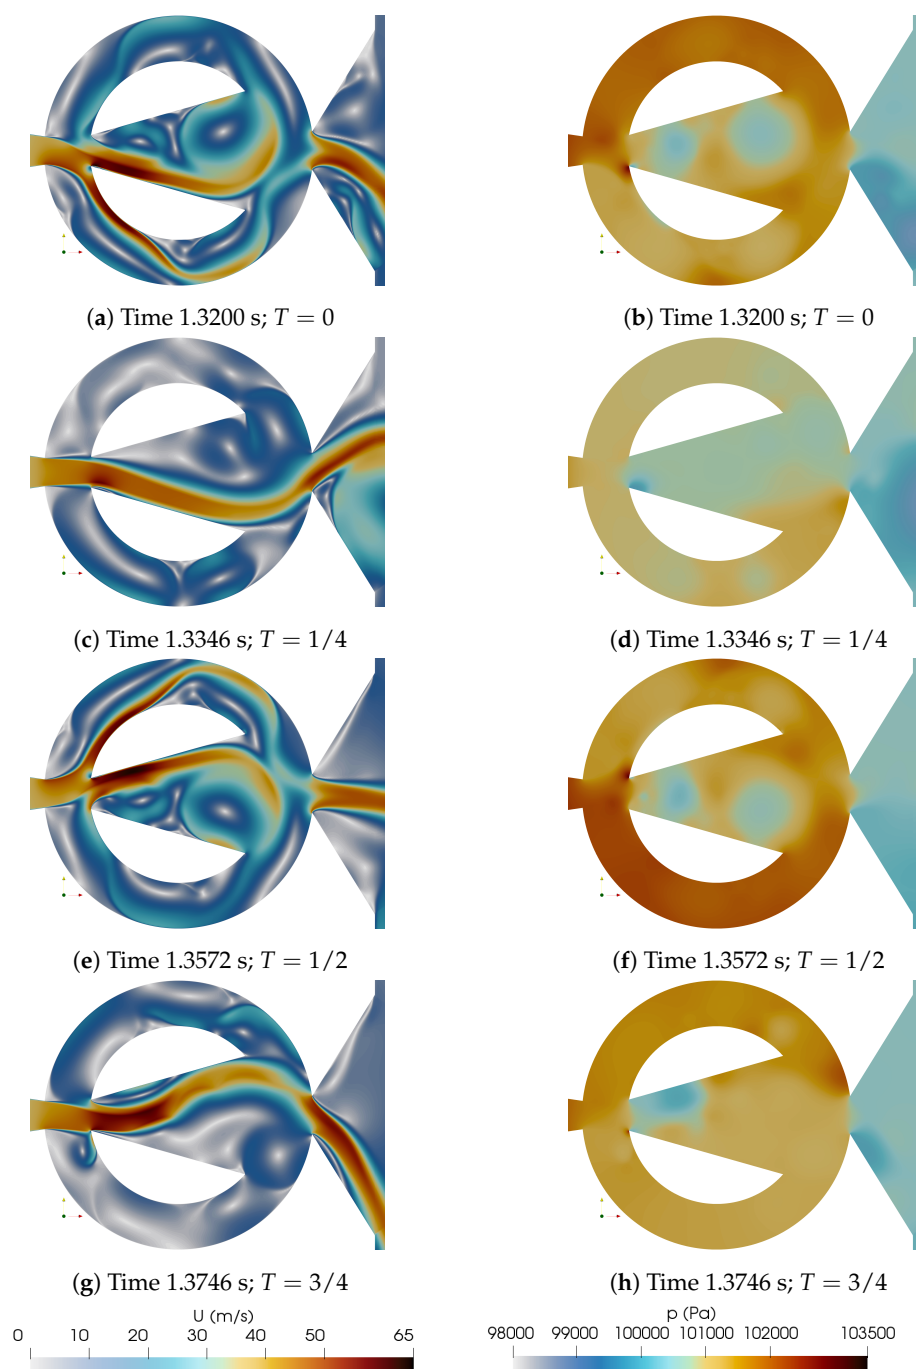 (a) Time 1.3200 s; T = 0
(b) Time 1.3200 s; T = 0
(c) Time 1.3346 s; T = 1/4
(d) Time 1.3346 s; T = 1/4
(e) Time 1.3572 s; T = 1/2
(f) Time 1.3572 s; T = 1/2
(g) Time 1.3746 s; T = 3/4
(h) Time 1.3746 s; T = 3/4
U (m/s)
0 10 20 30 40 50 65
p (Pa)
98000 99000 100000 101000 102000 103500